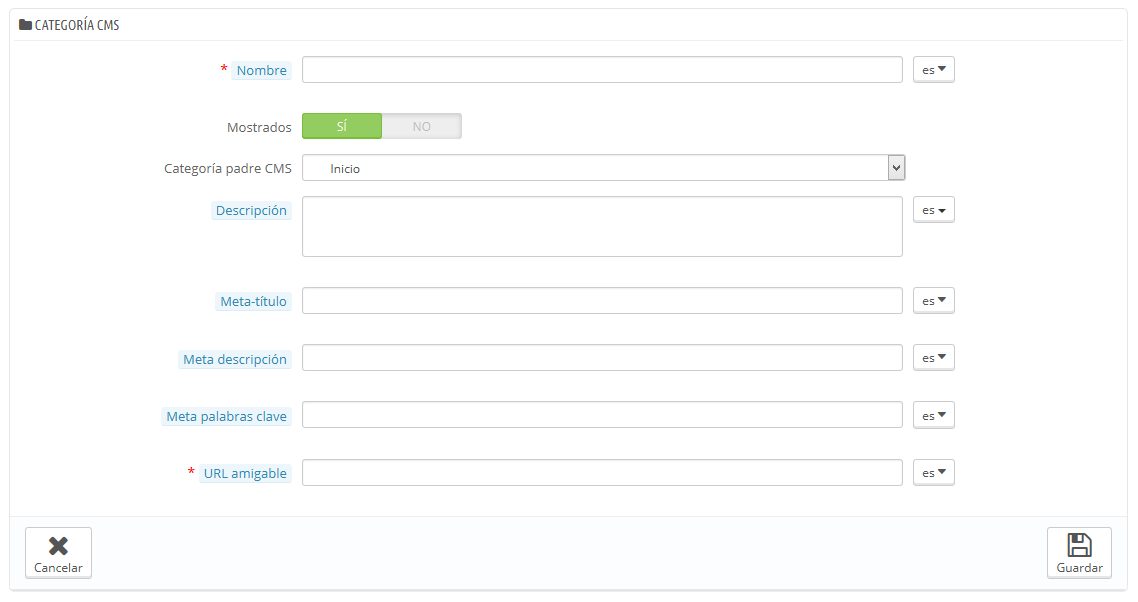 CATEGORÍA CMS
* Nombre es
Mostrados SÍ NO
Categoría padre CMS Inicio
Descripción es
Meta-título es
Meta descripción es
Meta palabras clave es
* URL amigable es
Cancelar Guardar